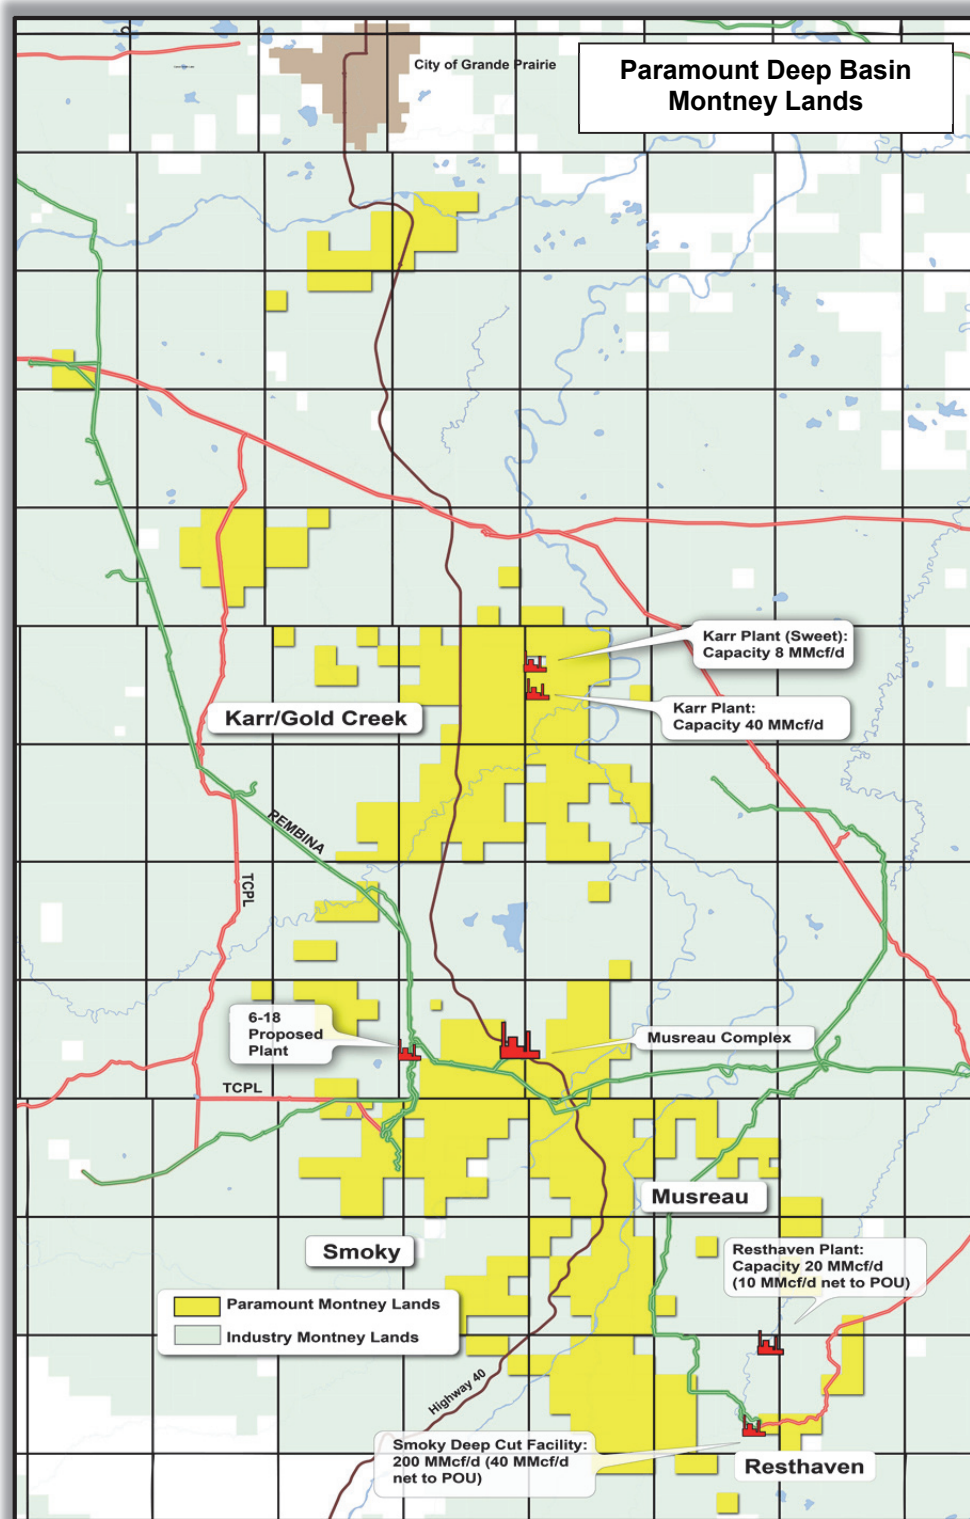 City of Grande Prairie
Paramount Deep Basin
Montney Lands
Karr Plant (Sweet):
Capacity 8 MMcf/d
Karr Plant:
Capacity 40 MMcf/d
Karr/Gold Creek
REMBINA
TCPL
6-18
Proposed
Plant
Musreau Complex
TCPL
Musreau
Smoky
Resthaven Plant:
Capacity 20 MMcf/d
(10 MMcf/d net to POU)
Paramount Montney Lands
Industry Montney Lands
Highway 40
Smoky Deep Cut Facility:
200 MMcf/d (40 MMcf/d
net to POU)
Resthaven